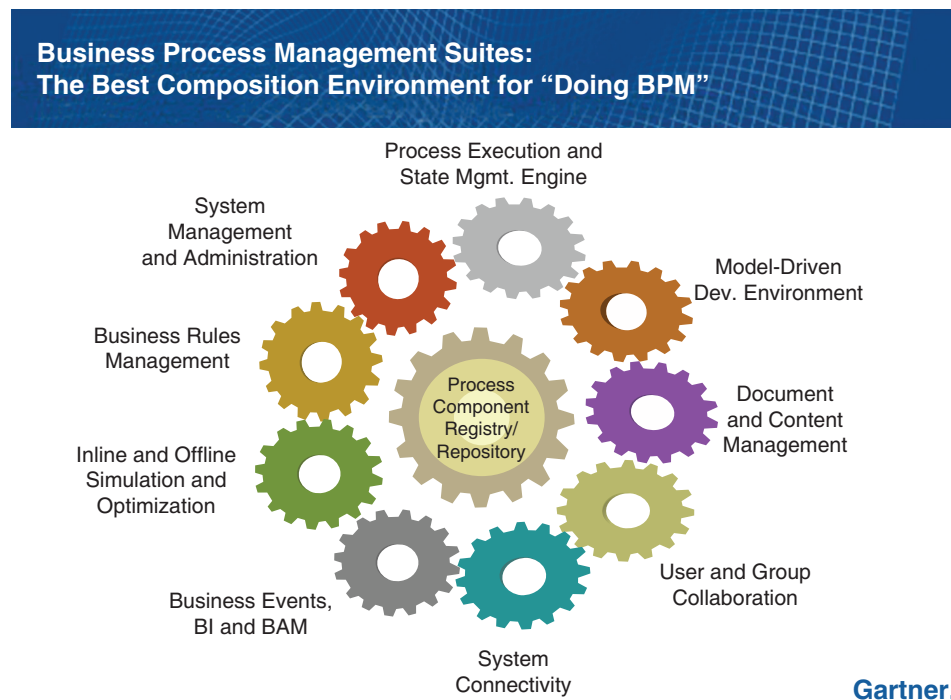 Business Process Management Suites:
The Best Composition Environment for “Doing BPM”
Process Execution and
State Mgmt. Engine
System
Management
and Administration
Model-Driven
Dev. Environment
Business Rules
Management
Process
Component
Registry/
Repository
Document
and Content
Management
Inline and Offline
Simulation and
Optimization
User and Group
Collaboration
Business Events,
BI and BAM
System
Connectivity
Gartner